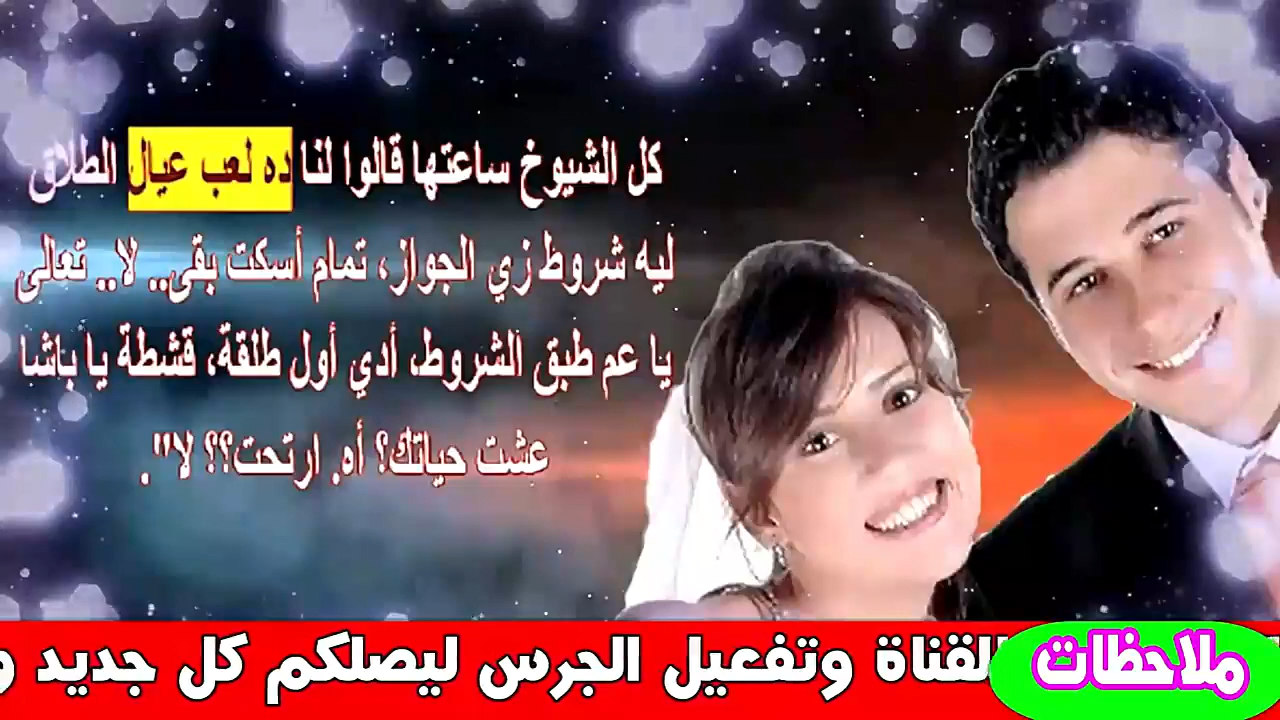 كل الشيوخ ساعتها قالوا لنا ده لعب عيال الطلاق
ليه شروط زي الجواز، تمام أسكت بقى.. لا.. تعالى
يا عم طبق الشروط، أدي أول طلقة، قشطة يا باشا
عشت حياتك؟ أه. ارتحت؟؟ لا".
ملاحظات
القناة وتفعيل الجرس ليصلكم كل جديد و